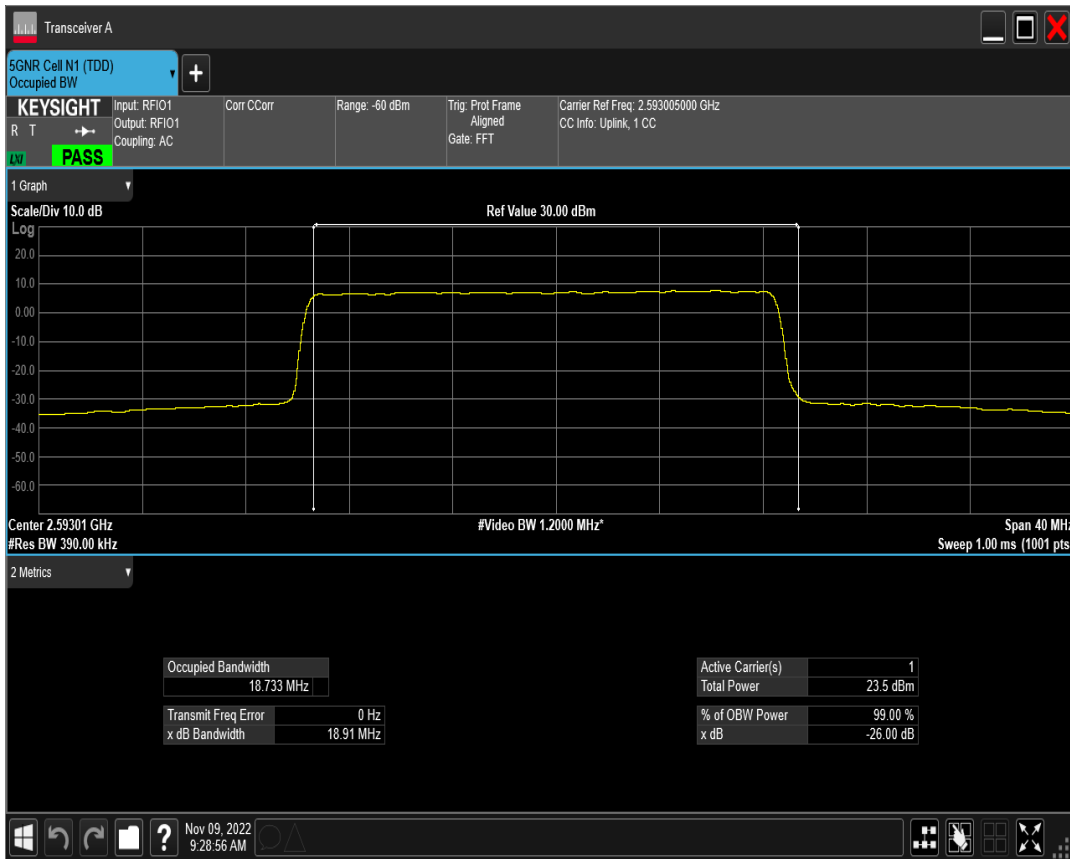 Transceiver A
5GNR Cell N1 (TDD)
Occupied BW
+
KEYSIGHT
R T
LXI
PASS
Input: RFIO1
Output: RFIO1
Coupling: AC
Corr CCorr
Range: -60 dBm
Trig: Prot Frame
Aligned
Gate: FFT
Carrier Ref Freq: 2.593005000 GHz
CC Info: Uplink, 1 CC
1 Graph
Scale/Div 10.0 dB
Ref Value 30.00 dBm
Log
20.0
10.0
0.00
-10.0
-20.0
-30.0
-40.0
-50.0
-60.0
Center 2.59301 GHz
#Video BW 1.2000 MHz*
Span 40 MHz
#Res BW 390.00 kHz
Sweep 1.00 ms (1001 pts
2 Metrics
Occupied Bandwidth
18.733 MHz
Transmit Freq Error 0 Hz
x dB Bandwidth 18.91 MHz
Active Carrier(s) 1
Total Power 23.5 dBm
% of OBW Power 99.00 %
x dB -26.00 dB
?
Nov 09, 2022
9:28:56 AM